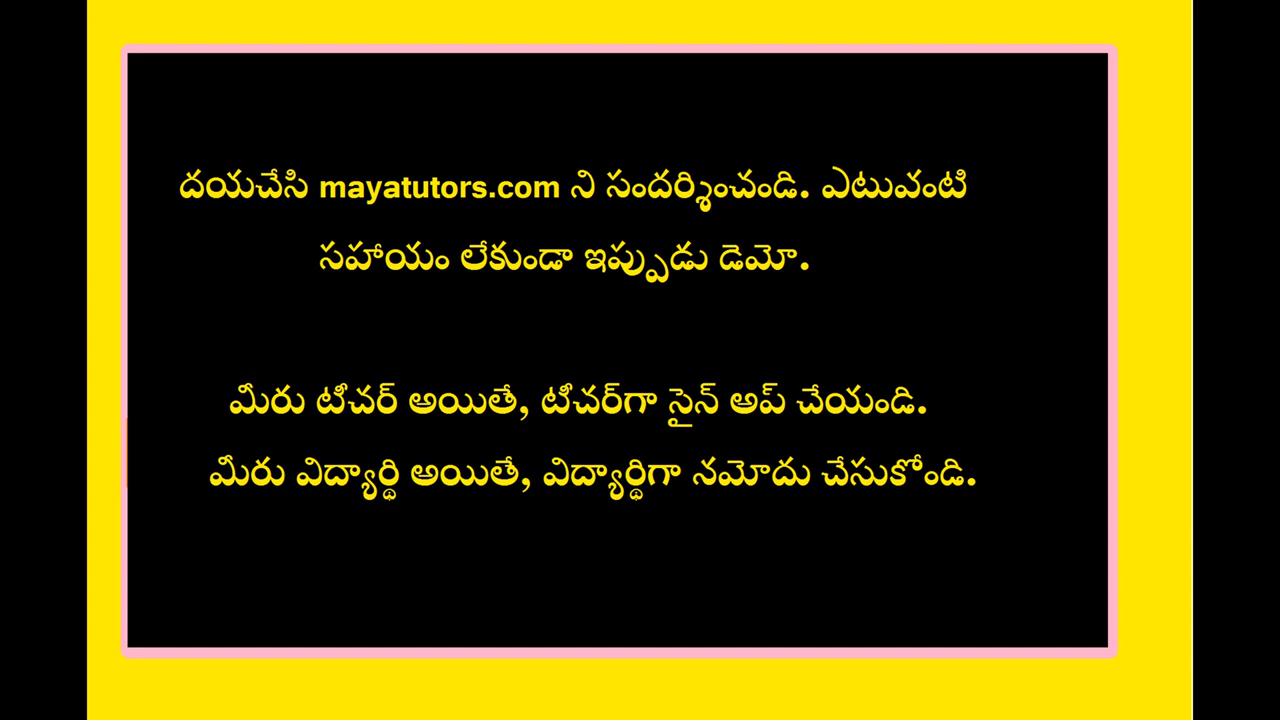 దయచేసి mayatutors.com ని సందర్శించండి. ఎటువంటి
సహాయం లేకుండా ఇప్పుడు డెమో.
మీరు టీచర్ అయితే, టీచర్‌గా సైన్ అప్ చేయండి.
మీరు విద్యార్థి అయితే, విద్యార్థిగా నమోదు చేసుకోండి.